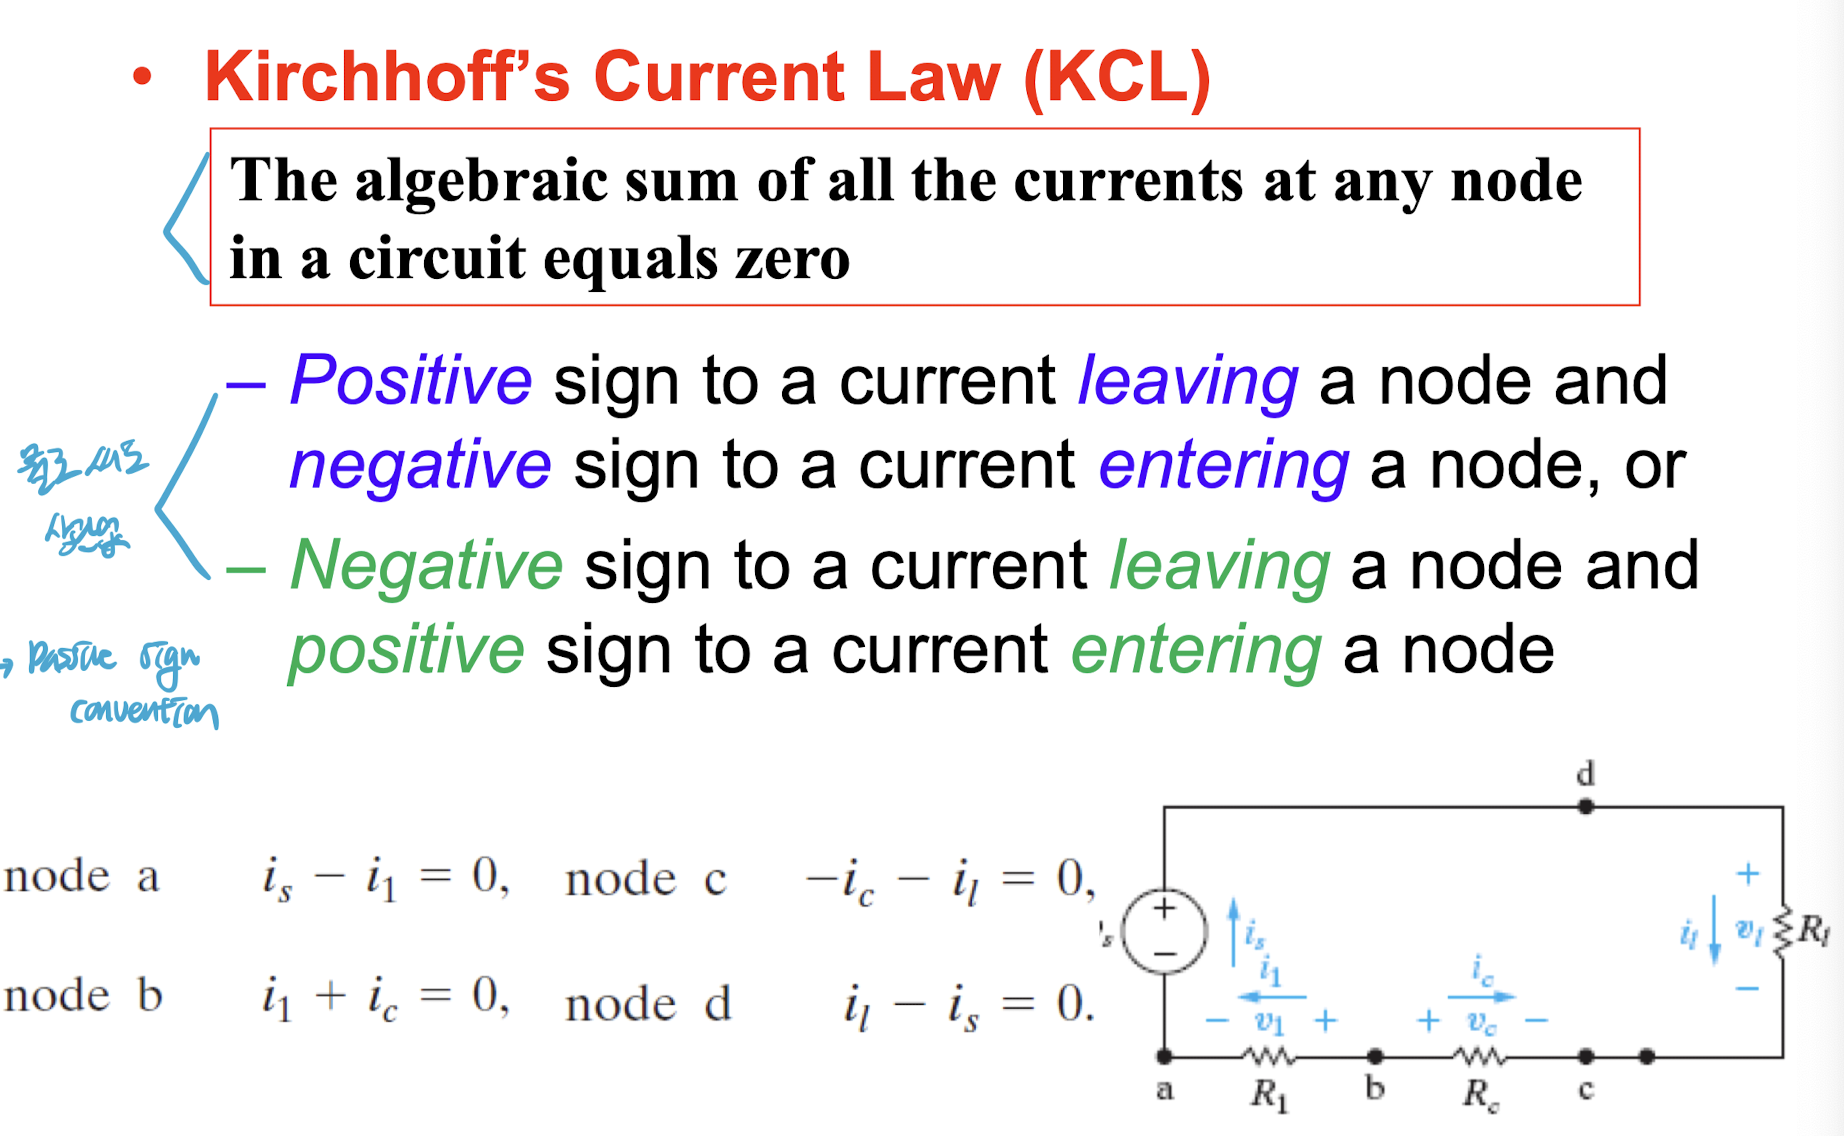 • Kirchhoff's Current Law (KCL)
The algebraic sum of all the currents at any node
in a circuit equals zero
– Positive sign to a current leaving a node and
negative sign to a current entering a node, or
– Negative sign to a current leaving a node and
positive sign to a current entering a node
상관
Passive sign
convention
node a i_s − i_1 = 0, node c −i_c − i_l = 0,
node b i_1 + i_c = 0, node d i_l − i_s = 0.
d
+
+
−
i_s
i_l
v_l
R_l
−
i_1
i_c
− v_1 +
+ v_c −
a R_1 b R_c c